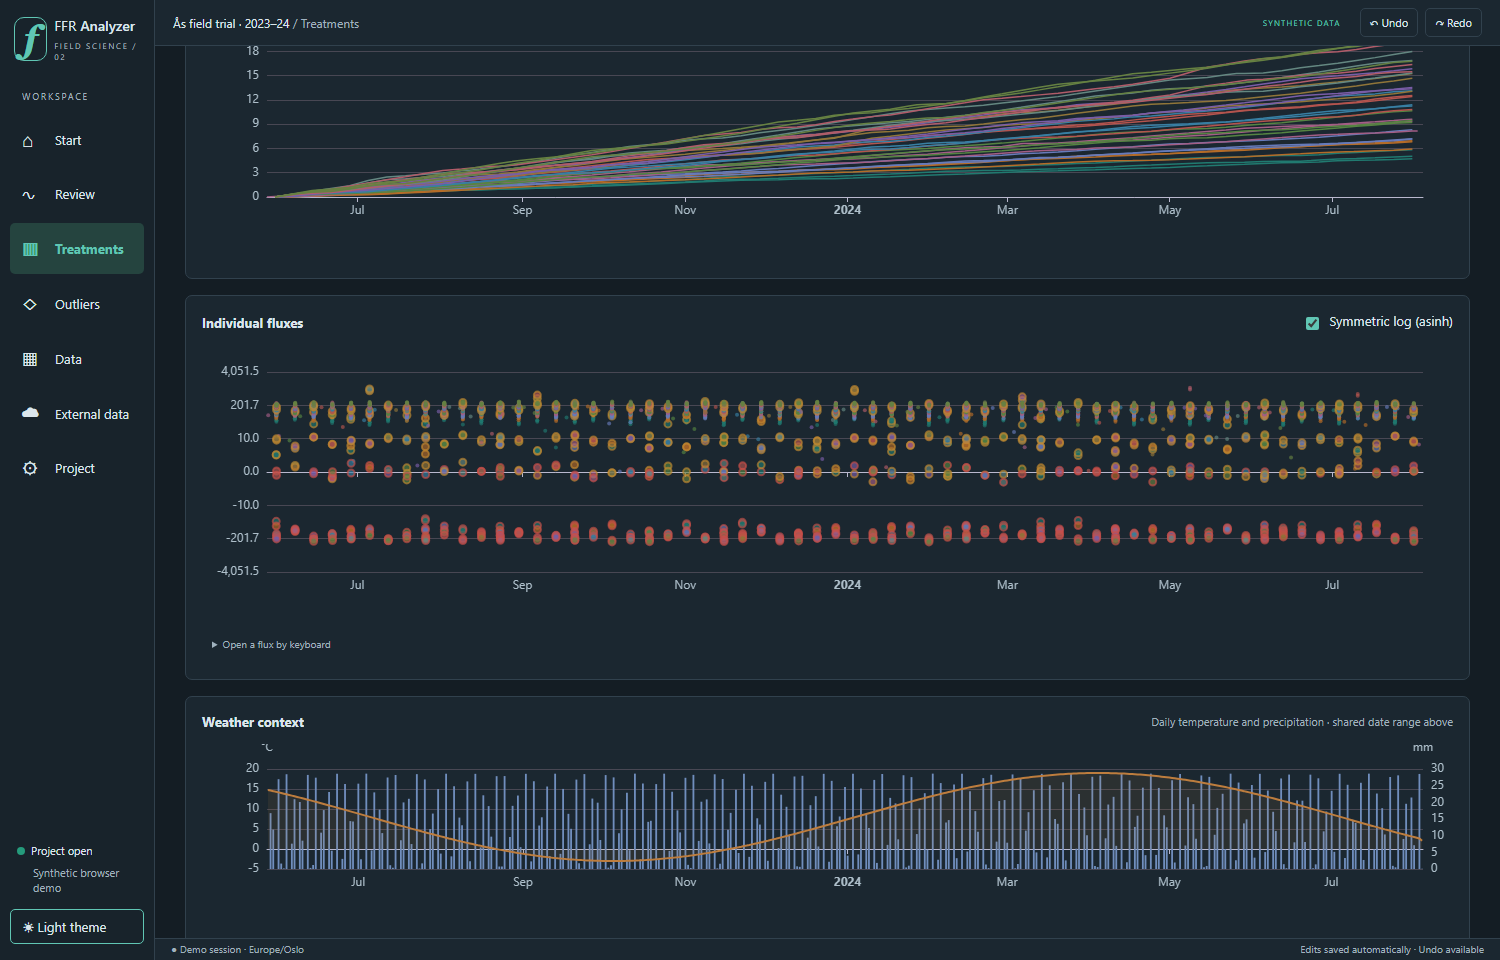 FFR Analyzer
FIELD SCIENCE /
02
WORKSPACE
Start
Review
Treatments
Outliers
Data
External data
Project
Project open
Synthetic browser
demo
Light theme
Ås field trial · 2023–24 / Treatments
SYNTHETIC DATA
Undo
Redo
18
15
12
9
6
3
0
Jul Sep Nov 2024 Mar May Jul
Individual fluxes
Symmetric log (asinh)
4,051.5
201.7
10.0
0.0
-10.0
-201.7
-4,051.5
Jul Sep Nov 2024 Mar May Jul
Open a flux by keyboard
Weather context
Daily temperature and precipitation · shared date range above
°C mm
20 30
15 25
10 20
5 15
0 10
-5 5
0
Jul Sep Nov 2024 Mar May Jul
Demo session · Europe/Oslo
Edits saved automatically · Undo available